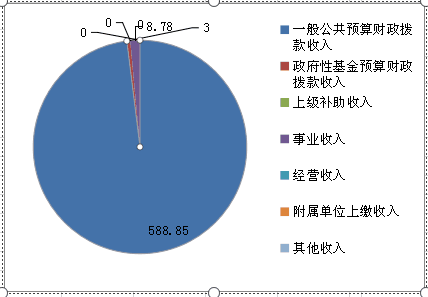 0
0
8.78
3
0
一般公共预算财政拨
款收入
政府性基金预算财政
拨款收入
上级补助收入
事业收入
经营收入
附属单位上缴收入
其他收入
588.85